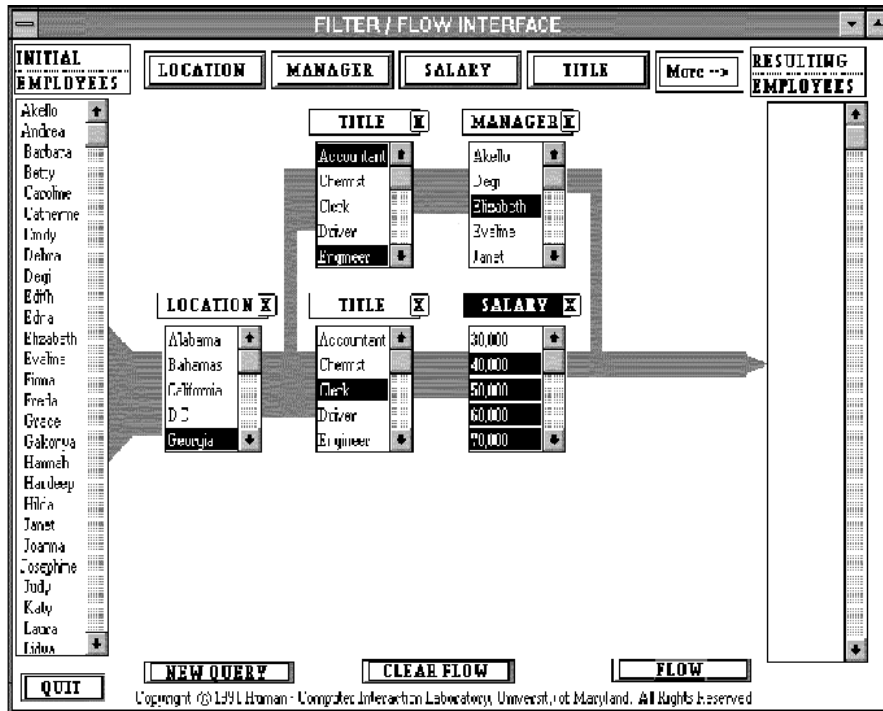 FILTER / FLOW INTERFACE
INITIAL EMPLOYEES
LOCATION
MANAGER
SALARY
TITLE
More -->
RESULTING EMPLOYEES
Akello
Andrea
Barbara
Betty
Caroline
Catherine
Cindy
Debra
Degi
Edith
Edna
Elizabeth
Eveline
Fiona
Freda
Grace
Gakonya
Hannah
Hardeep
Hilda
Janet
Joanna
Josephine
Judy
Katy
Laura
TITLE X
Accountant
Chemist
Clerk
Driver
Engineer
MANAGER X
Akello
Degi
Elizabeth
Eveline
Janet
LOCATION X
Alabama
Bahamas
California
D C
Georgia
TITLE X
Accountant
Chemist
Clerk
Driver
Engineer
SALARY X
30,000
40,000
50,000
60,000
70,000
QUIT
NEW QUERY
CLEAR FLOW
FLOW
Copyright © 1991 Human - Computer Interaction Laboratory, University of Maryland. All Rights Reserved